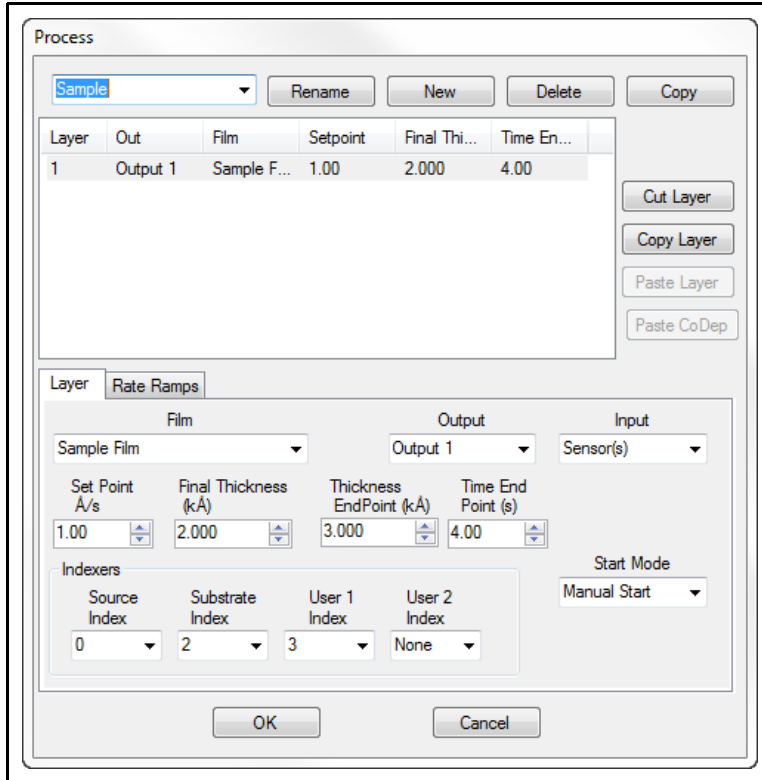 Process
Sample Rename New Delete Copy
Layer Out Film Setpoint Final Thi... Time En...
1 Output 1 Sample F... 1.00 2.000 4.00
Cut Layer
Copy Layer
Paste Layer
Paste CoDep
Layer Rate Ramps
Film Output Input
Sample Film Output 1 Sensor(s)
Set Point Final Thickness Thickness Time End
Å/s (kÅ) EndPoint (kÅ) Point (s)
1.00 2.000 3.000 4.00
Indexers Start Mode
Source Substrate User 1 User 2 Manual Start
Index Index Index Index
0 2 3 None
OK Cancel